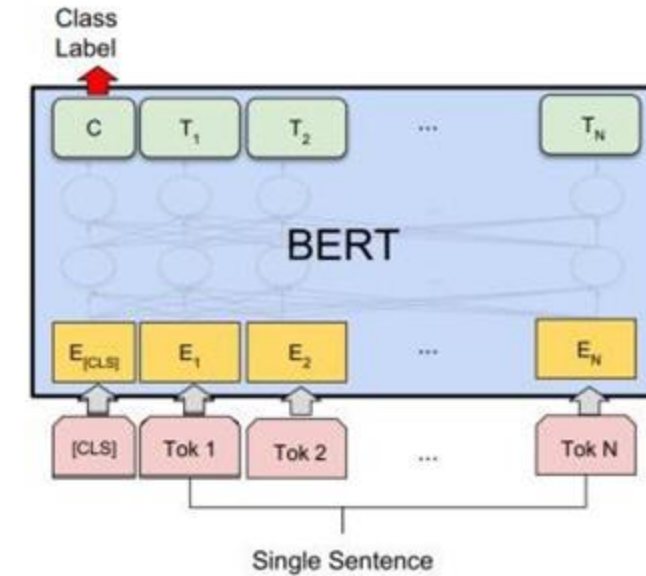 Class
Label
C T1 T2 ... TN
BERT
E[CLS] E1 E2 ... EN
[CLS] Tok 1 Tok 2 ... Tok N
Single Sentence